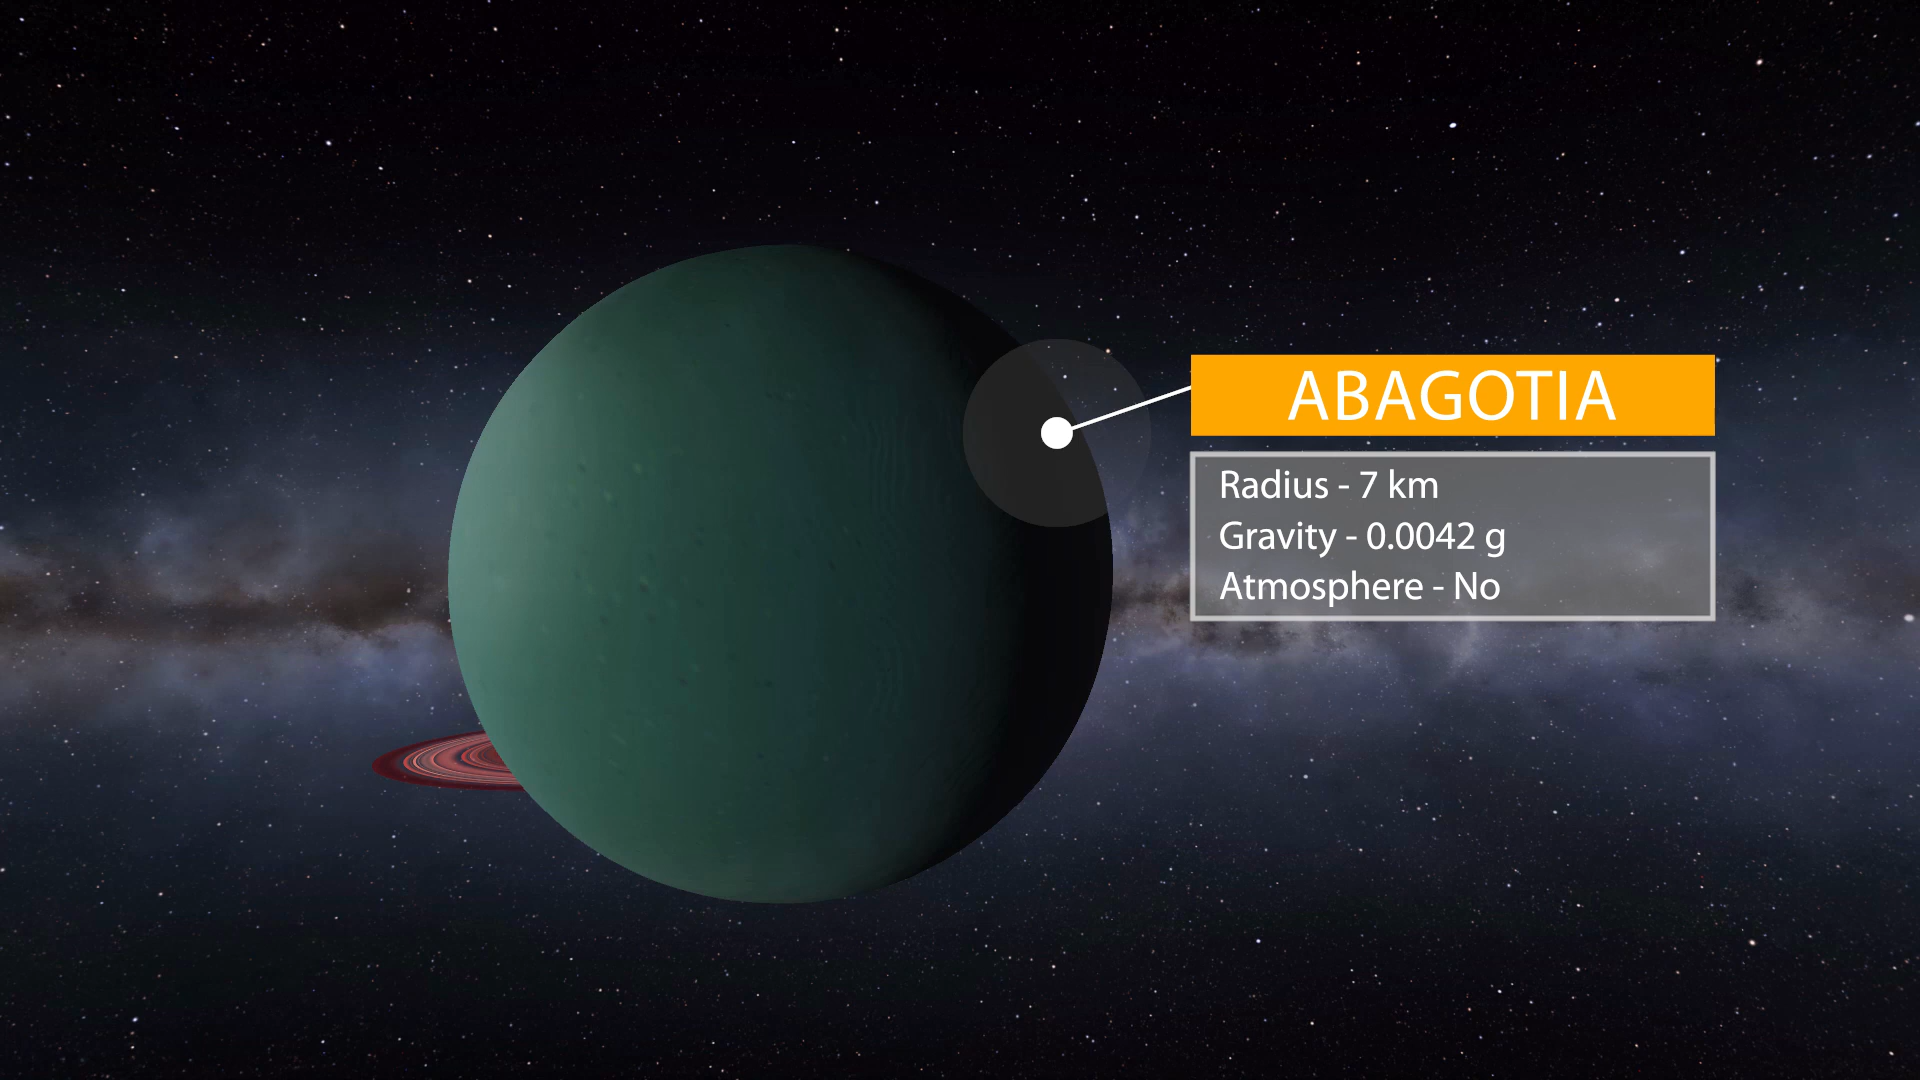 ABAGOTIA
Radius - 7 km
Gravity - 0.0042 g
Atmosphere - No